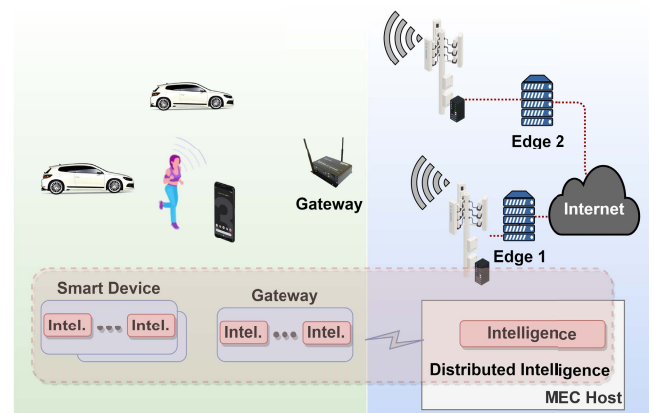 Edge 2
Gateway
Internet
Edge 1
Smart Device
Intel. Intel.
Gateway
Intel. Intel.
Intelligence
Distributed Intelligence
MEC Host